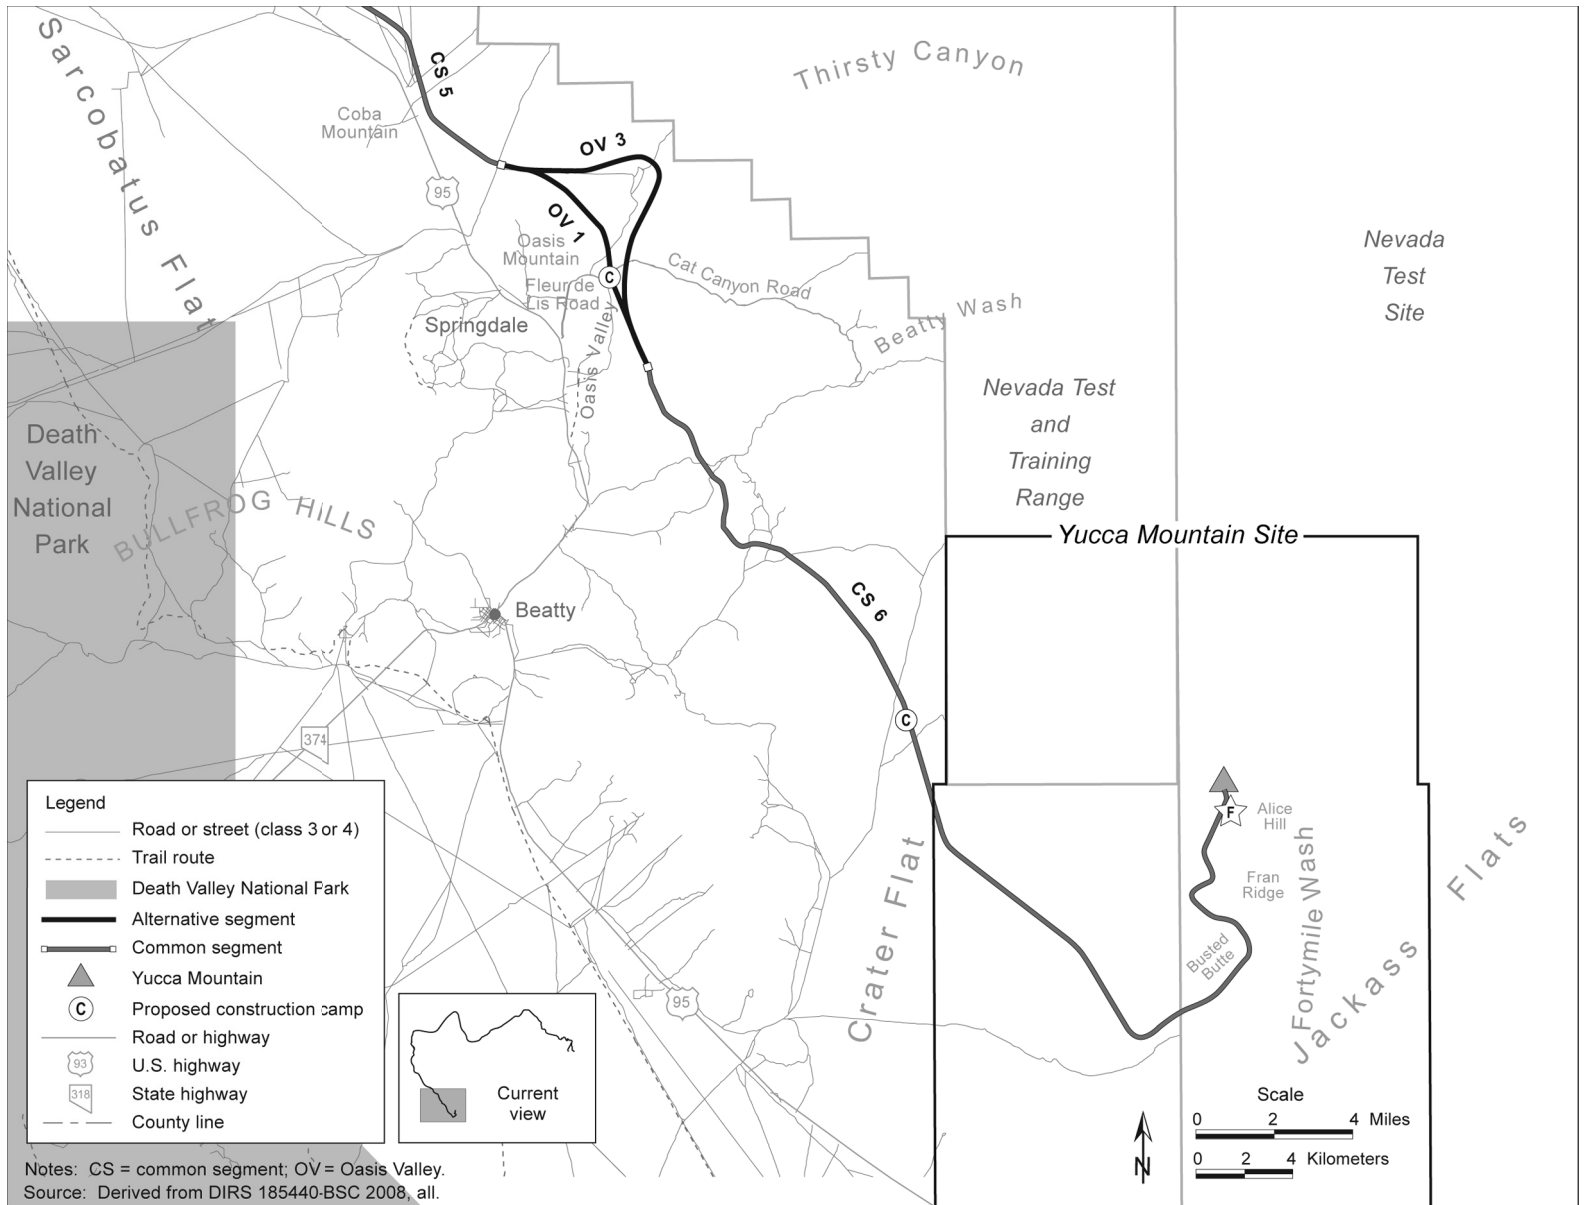 Sarcobatus Flat
CS 5
Thirsty Canyon
Coba
Mountain
OV 3
95
OV 1
Oasis
Mountain
Nevada
Test
Site
C
Cat Canyon Road
Fleur de
Lis Road
Beatty Wash
Springdale
Oasis Valley
Nevada Test
and
Training
Range
Death
Valley
National
Park
BULLFROG HILLS
Yucca Mountain Site
CS 6
Beatty
C
374
F
Alice
Hill
Fran
Ridge
Busted
Butte
Fortymile Wash
Jackass Flats
Crater Flat
95
Legend
Road or street (class 3 or 4)
Trail route
Death Valley National Park
Alternative segment
Common segment
Yucca Mountain
C
Proposed construction camp
Road or highway
93
U.S. highway
318
State highway
County line
Current
view
N
Scale
0 2 4 Miles
0 2 4 Kilometers
Notes: CS = common segment; OV = Oasis Valley.
Source: Derived from DIRS 185440-BSC 2008, all.